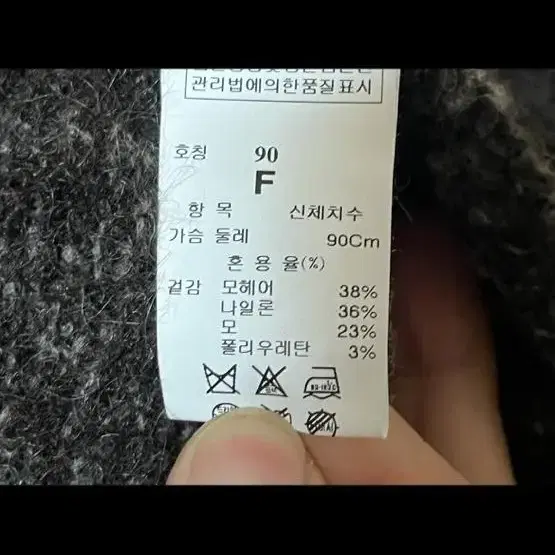 관리법에의한품질표시
호칭 90
F
항 목 신체치수
가슴 둘레 90Cm
혼 용 율(%)
겉감 모헤어 38%
나일론 36%
모 23%
폴리우레탄 3%